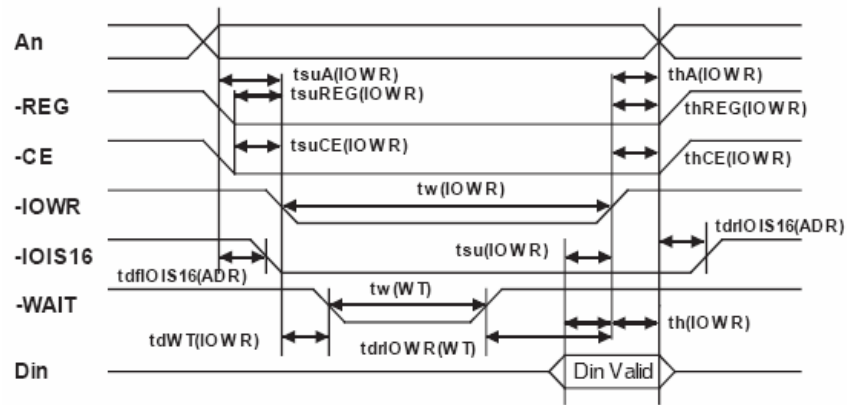 An
tsuA(IOWR)
thA(IOWR)
tsuREG(IOWR)
-REG
thREG(IOWR)
tsuCE(IOWR)
-CE
thCE(IOWR)
tw(IOWR)
-IOWR
tdrIOIS16(ADR)
tsu(IOWR)
-IOIS16
tdfIOIS16(ADR)
tw(WT)
-WAIT
th(IOWR)
tdWT(IOWR)
tdrIOWR(WT)
Din
Din Valid